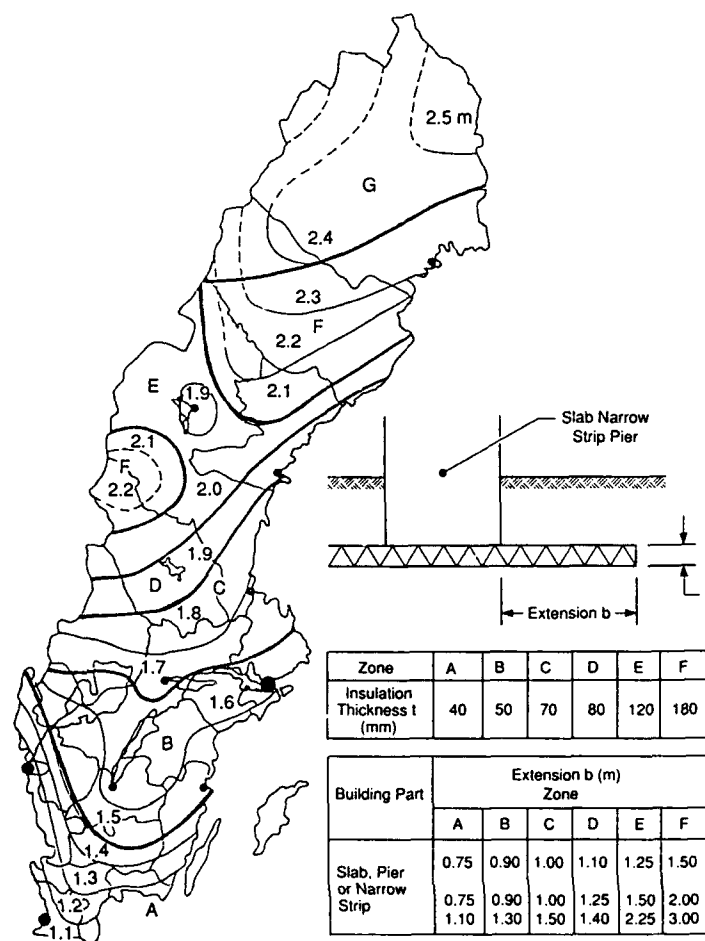 2.5 m
G
2.4
2.3
F
2.2
2.1
E
1.9
2.1
F
2.2
2.0
1.9
D
C
1.8
1.7
1.6
B
1.5
1.4
1.3
1.2
A
1.1
Slab Narrow
Strip Pier
Extension b
Zone A B C D E F
Insulation
Thickness t
(mm)
40 50 70 80 120 180
Building Part
Extension b (m)
Zone
A B C D E F
Slab, Pier
or Narrow
Strip
0.75 0.90 1.00 1.10 1.25 1.50
0.75 0.90 1.00 1.25 1.50 2.00
1.10 1.30 1.50 1.40 2.25 3.00